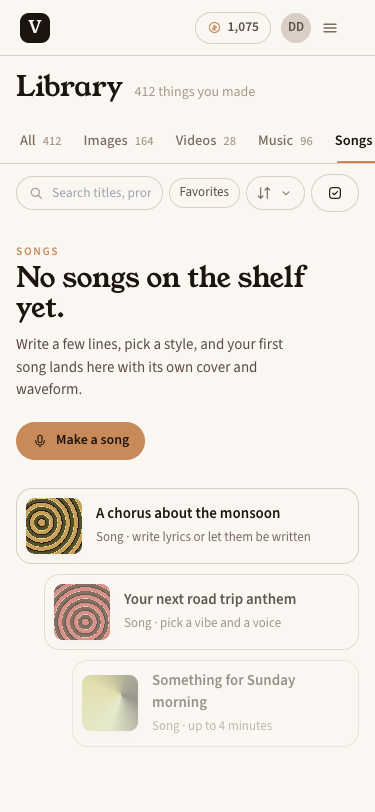 V
1,075
DD
Library 412 things you made
All 412 Images 164 Videos 28 Music 96 Songs
Search titles, pror Favorites
SONGS
No songs on the shelf
yet.
Write a few lines, pick a style, and your first
song lands here with its own cover and
waveform.
Make a song
A chorus about the monsoon
Song · write lyrics or let them be written
Your next road trip anthem
Song · pick a vibe and a voice
Something for Sunday
morning
Song · up to 4 minutes